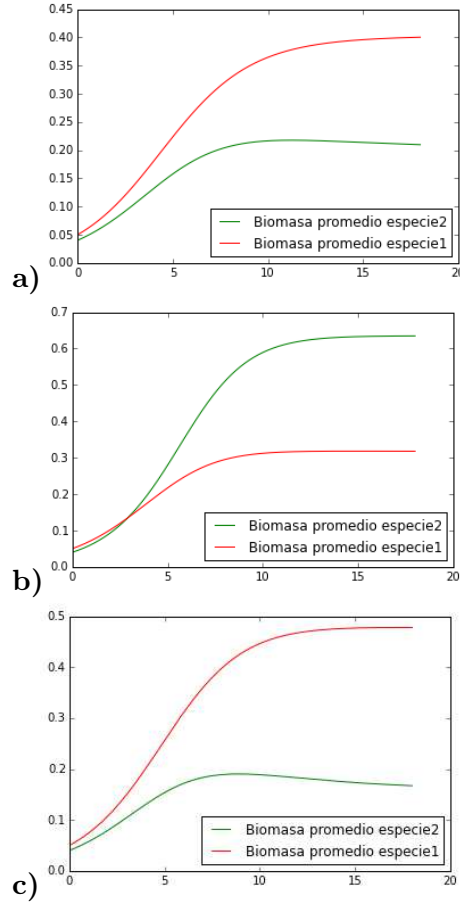 0.45
0.40
0.35
0.30
0.25
0.20
0.15
0.10
0.05
0.00
Biomasa promedio especie2
Biomasa promedio especie1
0 5 10 15 20
a)
0.7
0.6
0.5
0.4
0.3
0.2
0.1
0.0
Biomasa promedio especie2
Biomasa promedio especie1
0 5 10 15 20
b)
0.5
0.4
0.3
0.2
0.1
0.0
Biomasa promedio especie2
Biomasa promedio especie1
0 5 10 15 20
c)